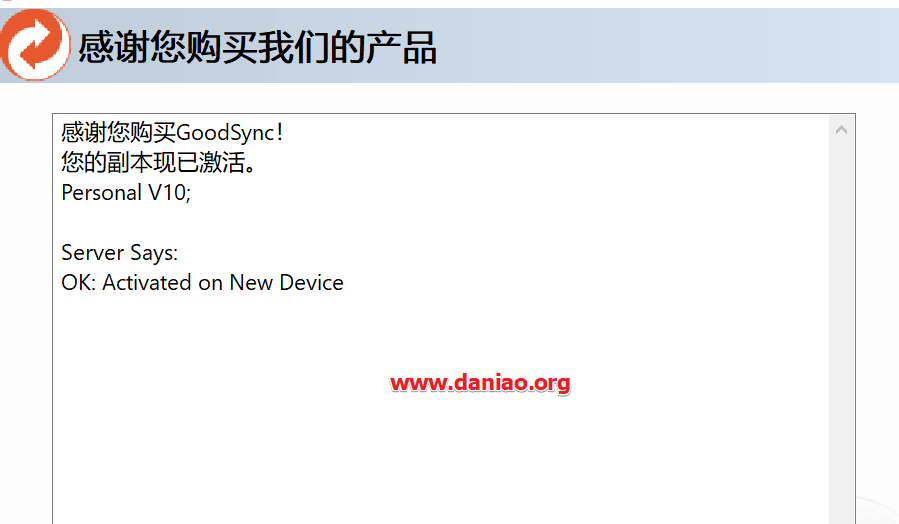 感谢您购买我们的产品
感谢您购买GoodSync!
您的副本现已激活。
Personal V10;
Server Says:
OK: Activated on New Device
www.daniao.org